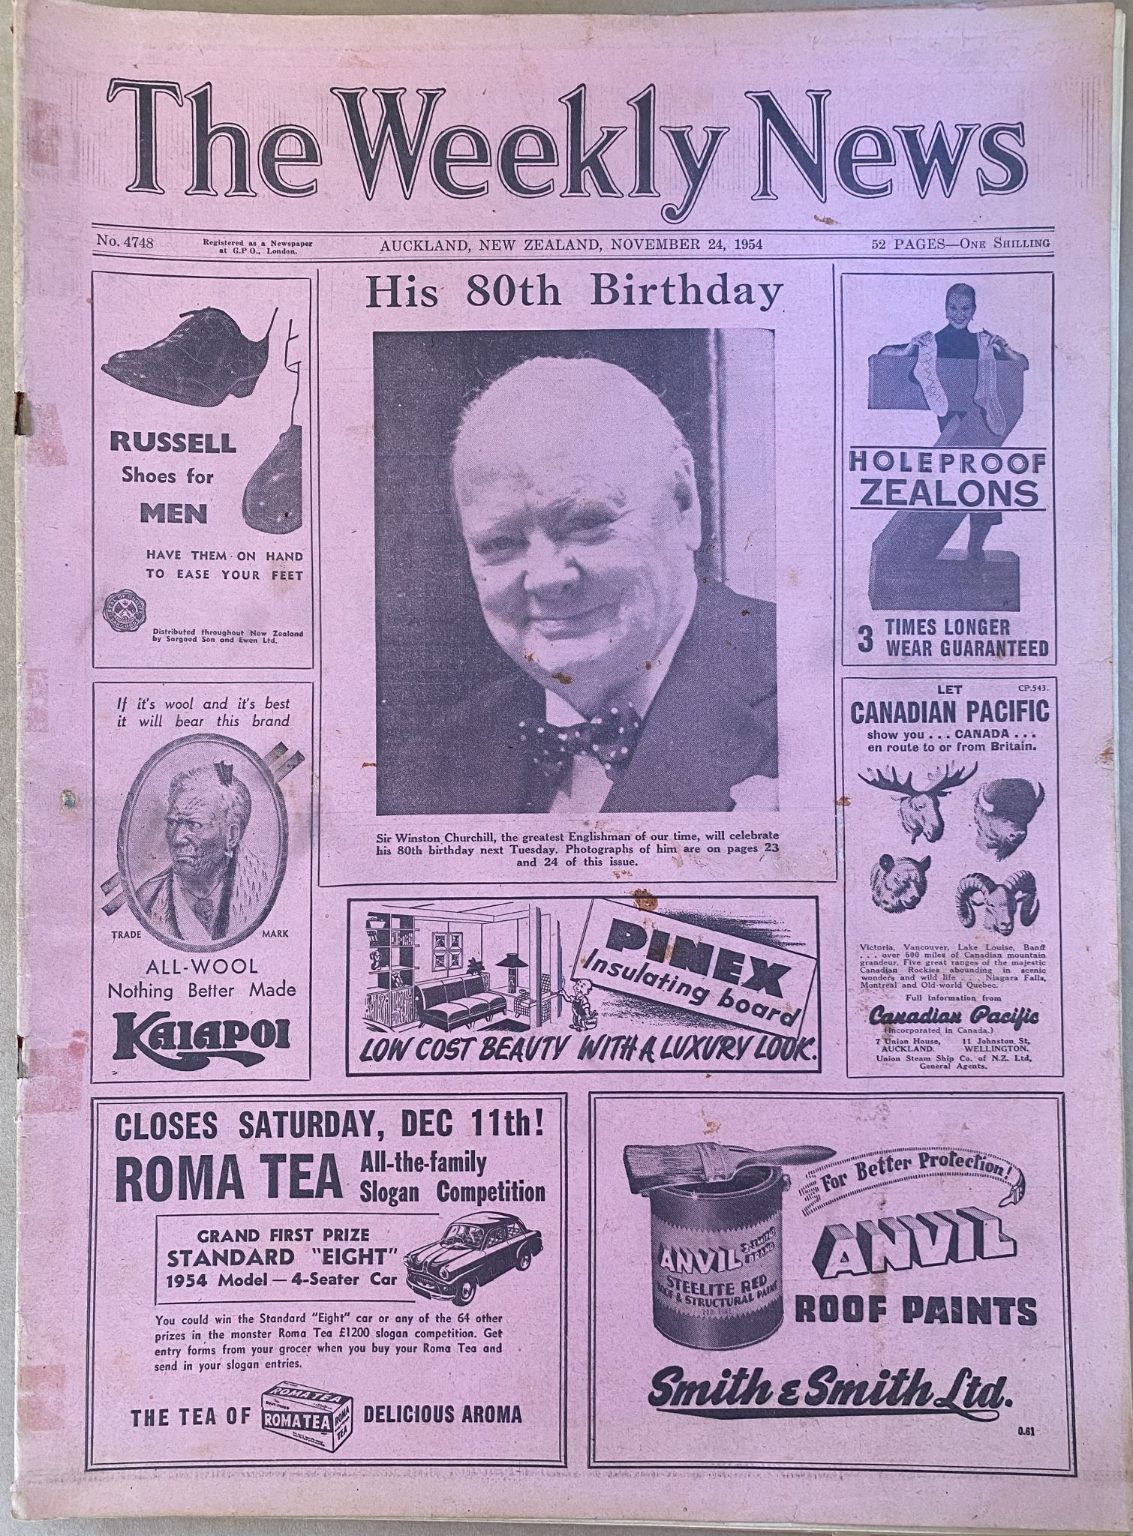 The Weekly News
No. 4748
Registered as a Newspaper
at G.P.O., London.
AUCKLAND, NEW ZEALAND, NOVEMBER 24, 1954
52 PAGES—ONE SHILLING
RUSSELL
Shoes for
MEN
HAVE THEM ON HAND
TO EASE YOUR FEET
Distributed throughout New Zealand
by Sargood Son and Ewen Ltd.
If it's wool and it's best
it will bear this brand
TRADE MARK
ALL-WOOL
Nothing Better Made
KAIAPOI
His 80th Birthday
Sir Winston Churchill, the greatest Englishman of our time, will celebrate
his 80th birthday next Tuesday. Photographs of him are on pages 23
and 24 of this issue.
PINEX
Insulating board
LOW COST BEAUTY WITH A LUXURY LOOK.
HOLEPROOF
ZEALONS
3 TIMES LONGER
WEAR GUARANTEED
LET
CP.543.
CANADIAN PACIFIC
show you . . . CANADA . . .
en route to or from Britain.
Victoria, Vancouver, Lake Louise, Banff
. . . over 600 miles of Canadian mountain
grandeur. Five great ranges of the majestic
Canadian Rockies abounding in scenic
wonders and wild life . . . Niagara Falls,
Montreal and Old-world Quebec.
Full Information from
Canadian Pacific
(Incorporated in Canada.)
7 Union House, 11 Johnston St,
AUCKLAND. WELLINGTON.
Union Steam Ship Co. of N.Z. Ltd,
General Agents.
CLOSES SATURDAY, DEC 11th!
ROMA TEA
All-the-family
Slogan Competition
GRAND FIRST PRIZE
STANDARD "EIGHT"
1954 Model — 4-Seater Car
You could win the Standard "Eight" car or any of the 64 other
prizes in the monster Roma Tea £1200 slogan competition. Get
entry forms from your grocer when you buy your Roma Tea and
send in your slogan entries.
THE TEA OF
ROMA TEA
ROMA TEA
ROMA
TEA
DELICIOUS AROMA
For Better Protection!
ANVIL
STEELITE RED
ROOF & STRUCTURAL PAINT
ANVIL
ROOF PAINTS
Smith & Smith Ltd.
0.61